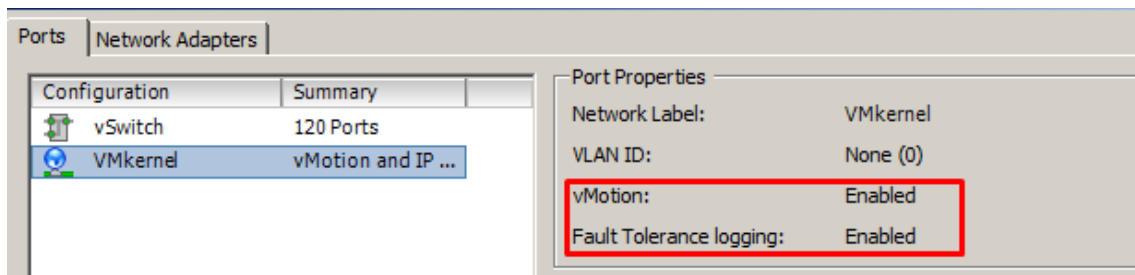 Ports Network Adapters
Configuration Summary
vSwitch 120 Ports
VMkernel vMotion and IP ...
Port Properties
Network Label: VMkernel
VLAN ID: None (0)
vMotion: Enabled
Fault Tolerance logging: Enabled